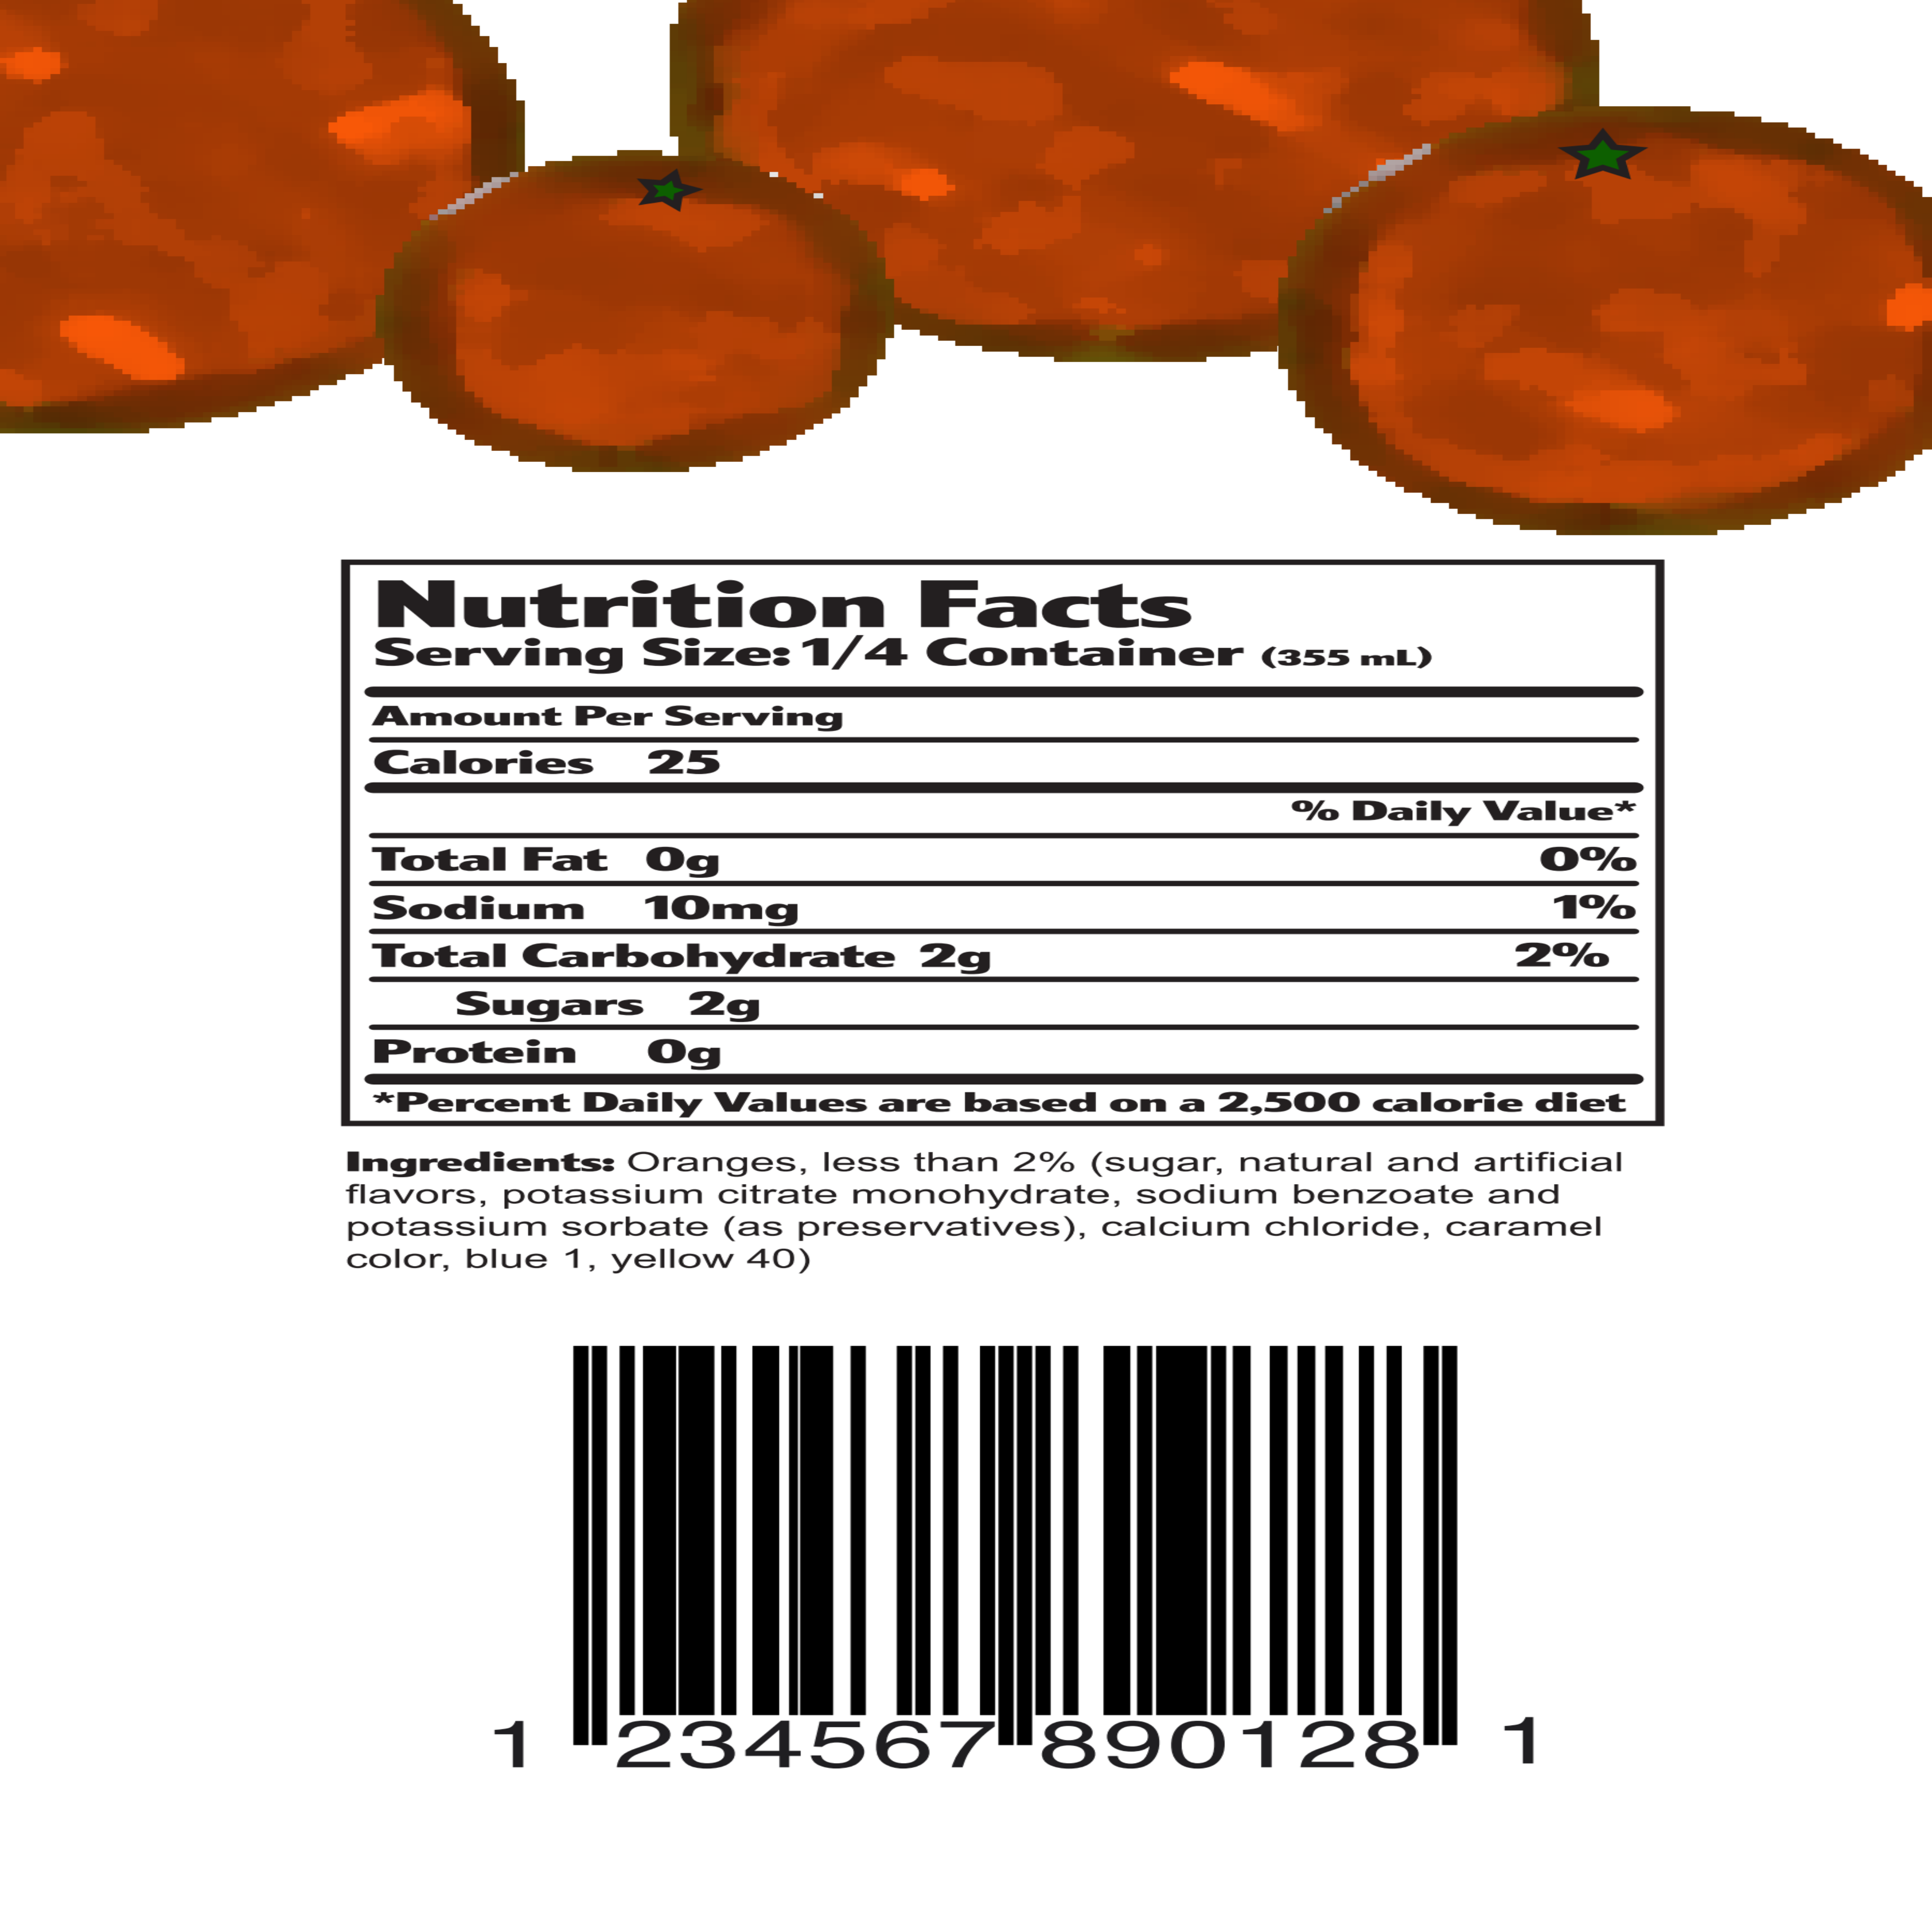 Nutrition Facts
Serving Size: 1/4 Container (355 mL)
Amount Per Serving
Calories 25
% Daily Value*
Total Fat 0g 0%
Sodium 10mg 1%
Total Carbohydrate 2g 2%
Sugars 2g
Protein 0g
*Percent Daily Values are based on a 2,500 calorie diet
Ingredients: Oranges, less than 2% (sugar, natural and artificial
flavors, potassium citrate monohydrate, sodium benzoate and
potassium sorbate (as preservatives), calcium chloride, caramel
color, blue 1, yellow 40)
1 234567 890128 1